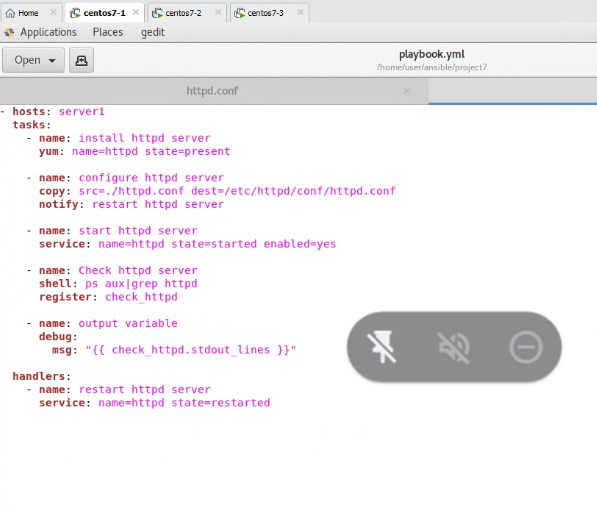 Home
centos7-1
centos7-2
centos7-3
Applications Places gedit
Open
playbook.yml
/home/user/ansible/project7
httpd.conf
- hosts: server1
  tasks:
    - name: install httpd server
      yum: name=httpd state=present
    - name: configure httpd server
      copy: src=./httpd.conf dest=/etc/httpd/conf/httpd.conf
      notify: restart httpd server
    - name: start httpd server
      service: name=httpd state=started enabled=yes
    - name: Check httpd server
      shell: ps aux|grep httpd
      register: check_httpd
    - name: output variable
      debug:
        msg: "{{ check_httpd.stdout_lines }}"
  handlers:
    - name: restart httpd server
      service: name=httpd state=restarted